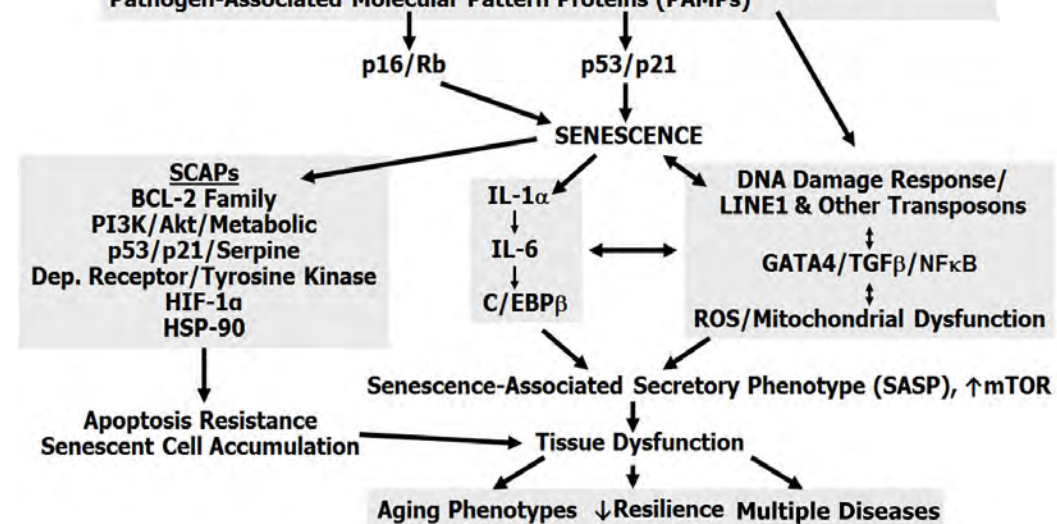 Pathogen-Associated Molecular Pattern Proteins (PAMPs)
p16/Rb
p53/p21
SENESCENCE
SCAPs
BCL-2 Family
PI3K/Akt/Metabolic
p53/p21/Serpine
Dep. Receptor/Tyrosine Kinase
HIF-1α
HSP-90
IL-1α
IL-6
C/EBPβ
DNA Damage Response/
LINE1 & Other Transposons
GATA4/TGFβ/NFκB
ROS/Mitochondrial Dysfunction
Senescence-Associated Secretory Phenotype (SASP), ↑mTOR
Apoptosis Resistance
Senescent Cell Accumulation
Tissue Dysfunction
Aging Phenotypes ↓Resilience Multiple Diseases